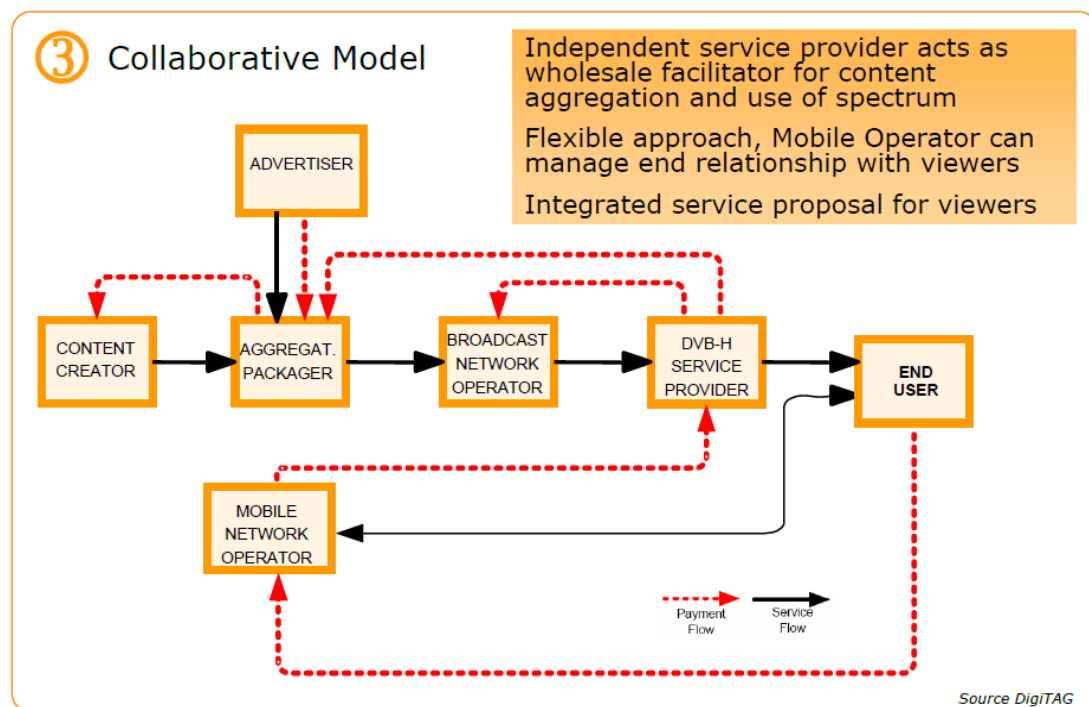 3 Collaborative Model
Independent service provider acts as
wholesale facilitator for content
aggregation and use of spectrum
Flexible approach, Mobile Operator can
manage end relationship with viewers
Integrated service proposal for viewers
ADVERTISER
CONTENT
CREATOR
AGGREGAT.
PACKAGER
BROADCAST
NETWORK
OPERATOR
DVB-H
SERVICE
PROVIDER
END
USER
MOBILE
NETWORK
OPERATOR
Payment
Flow
Service
Flow
Source DigiTAG